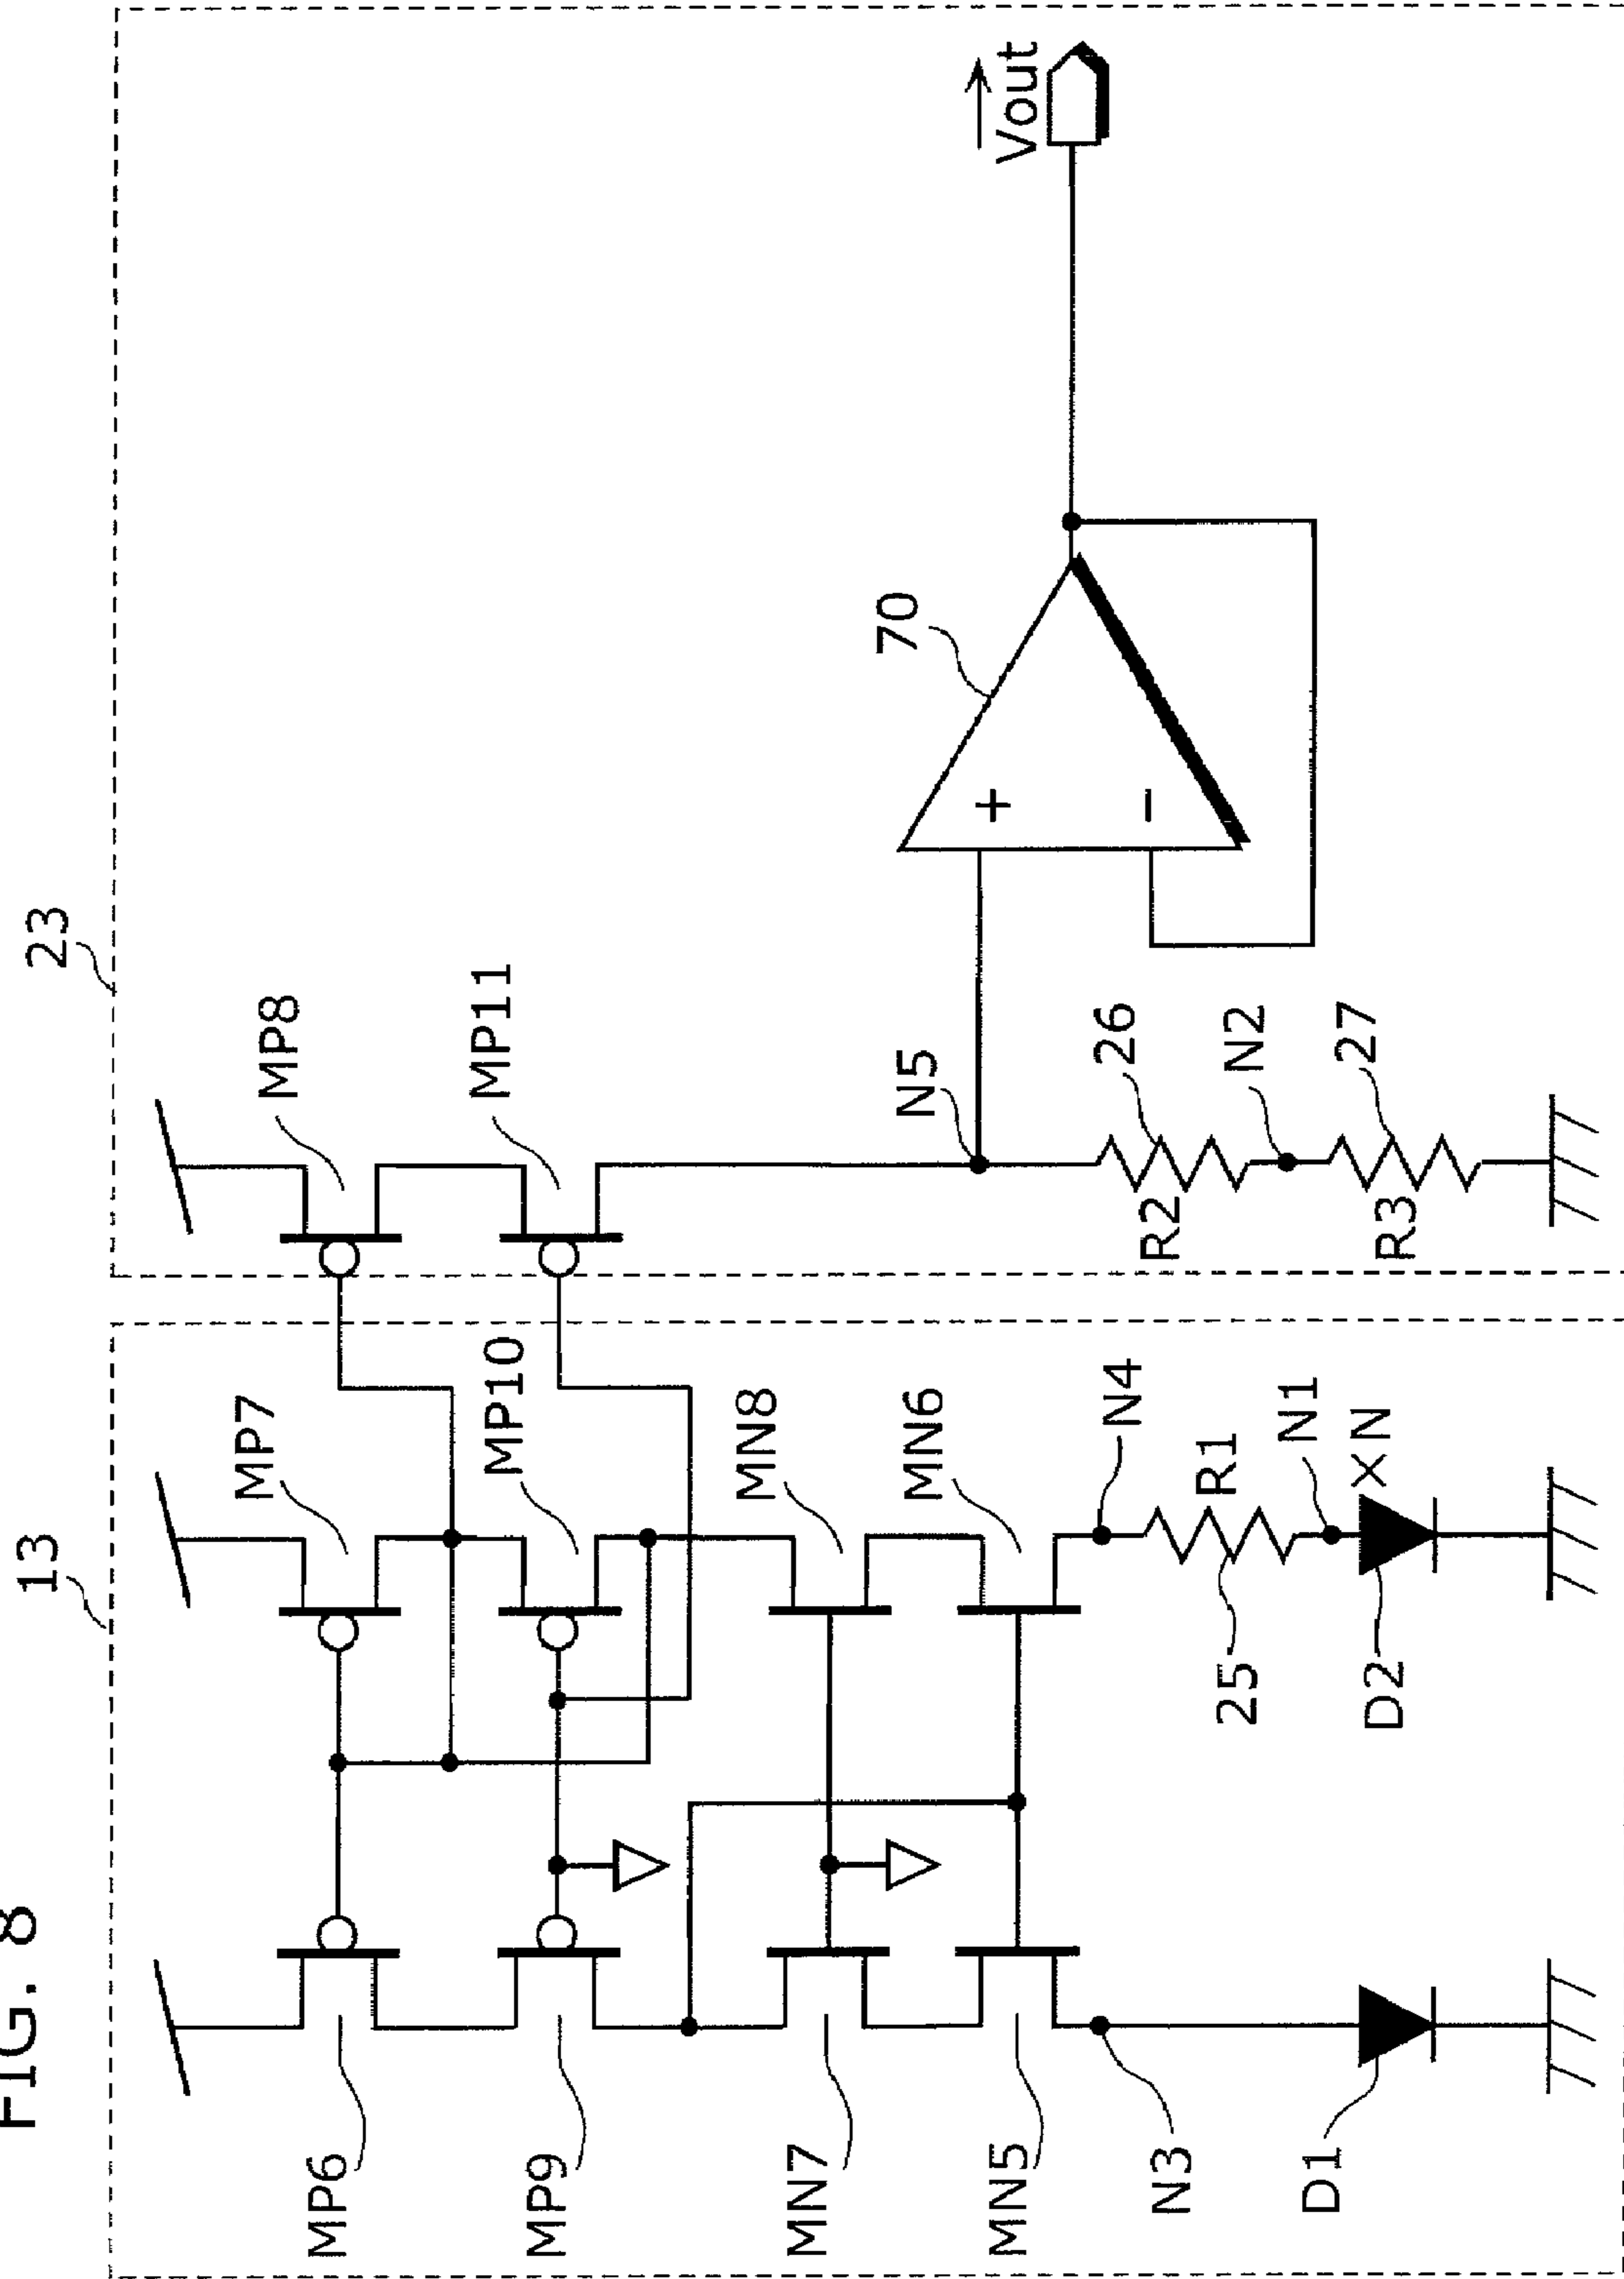 FIG. 8
13
23
MP6
MP7
MP8
MP9
MP10
MP11
MN7
MN8
MN5
MN6
N3
N4
N5
25
R1
N1
×N
D1
D2
R2
26
N2
R3
27
70
+
−
Vout